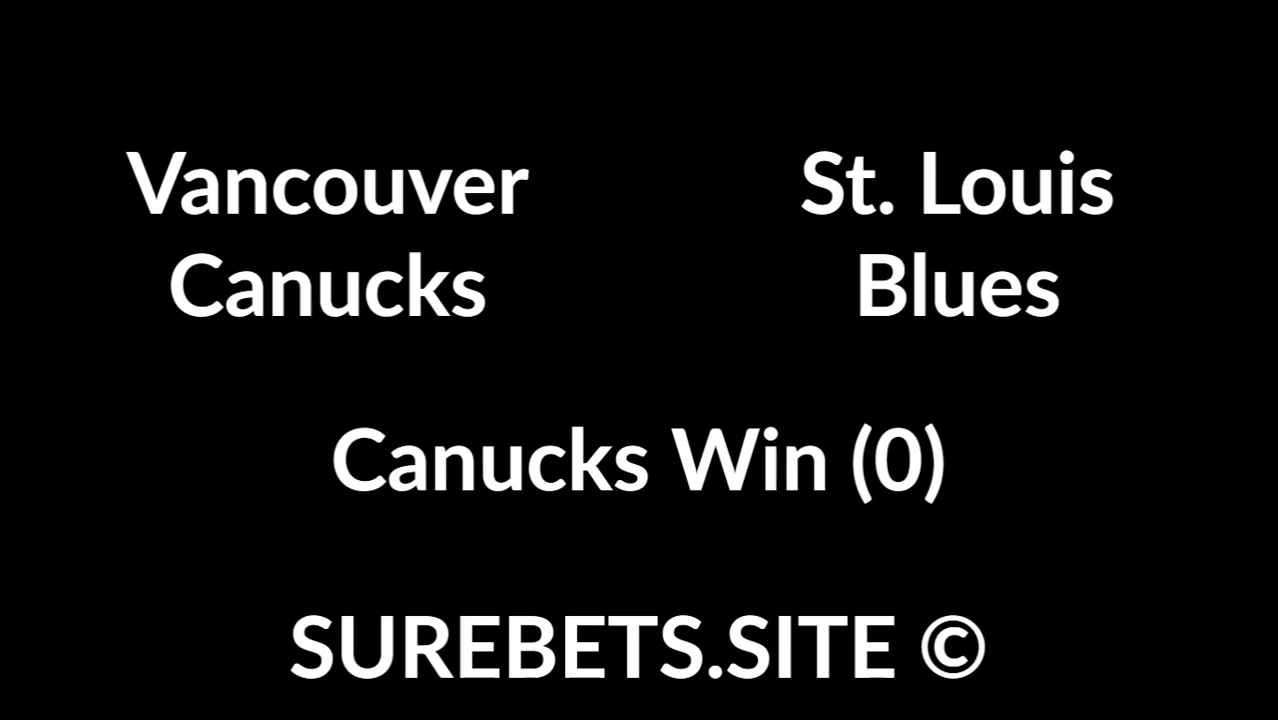 Vancouver
Canucks
St. Louis
Blues
Canucks Win (0)
SUREBETS.SITE ©